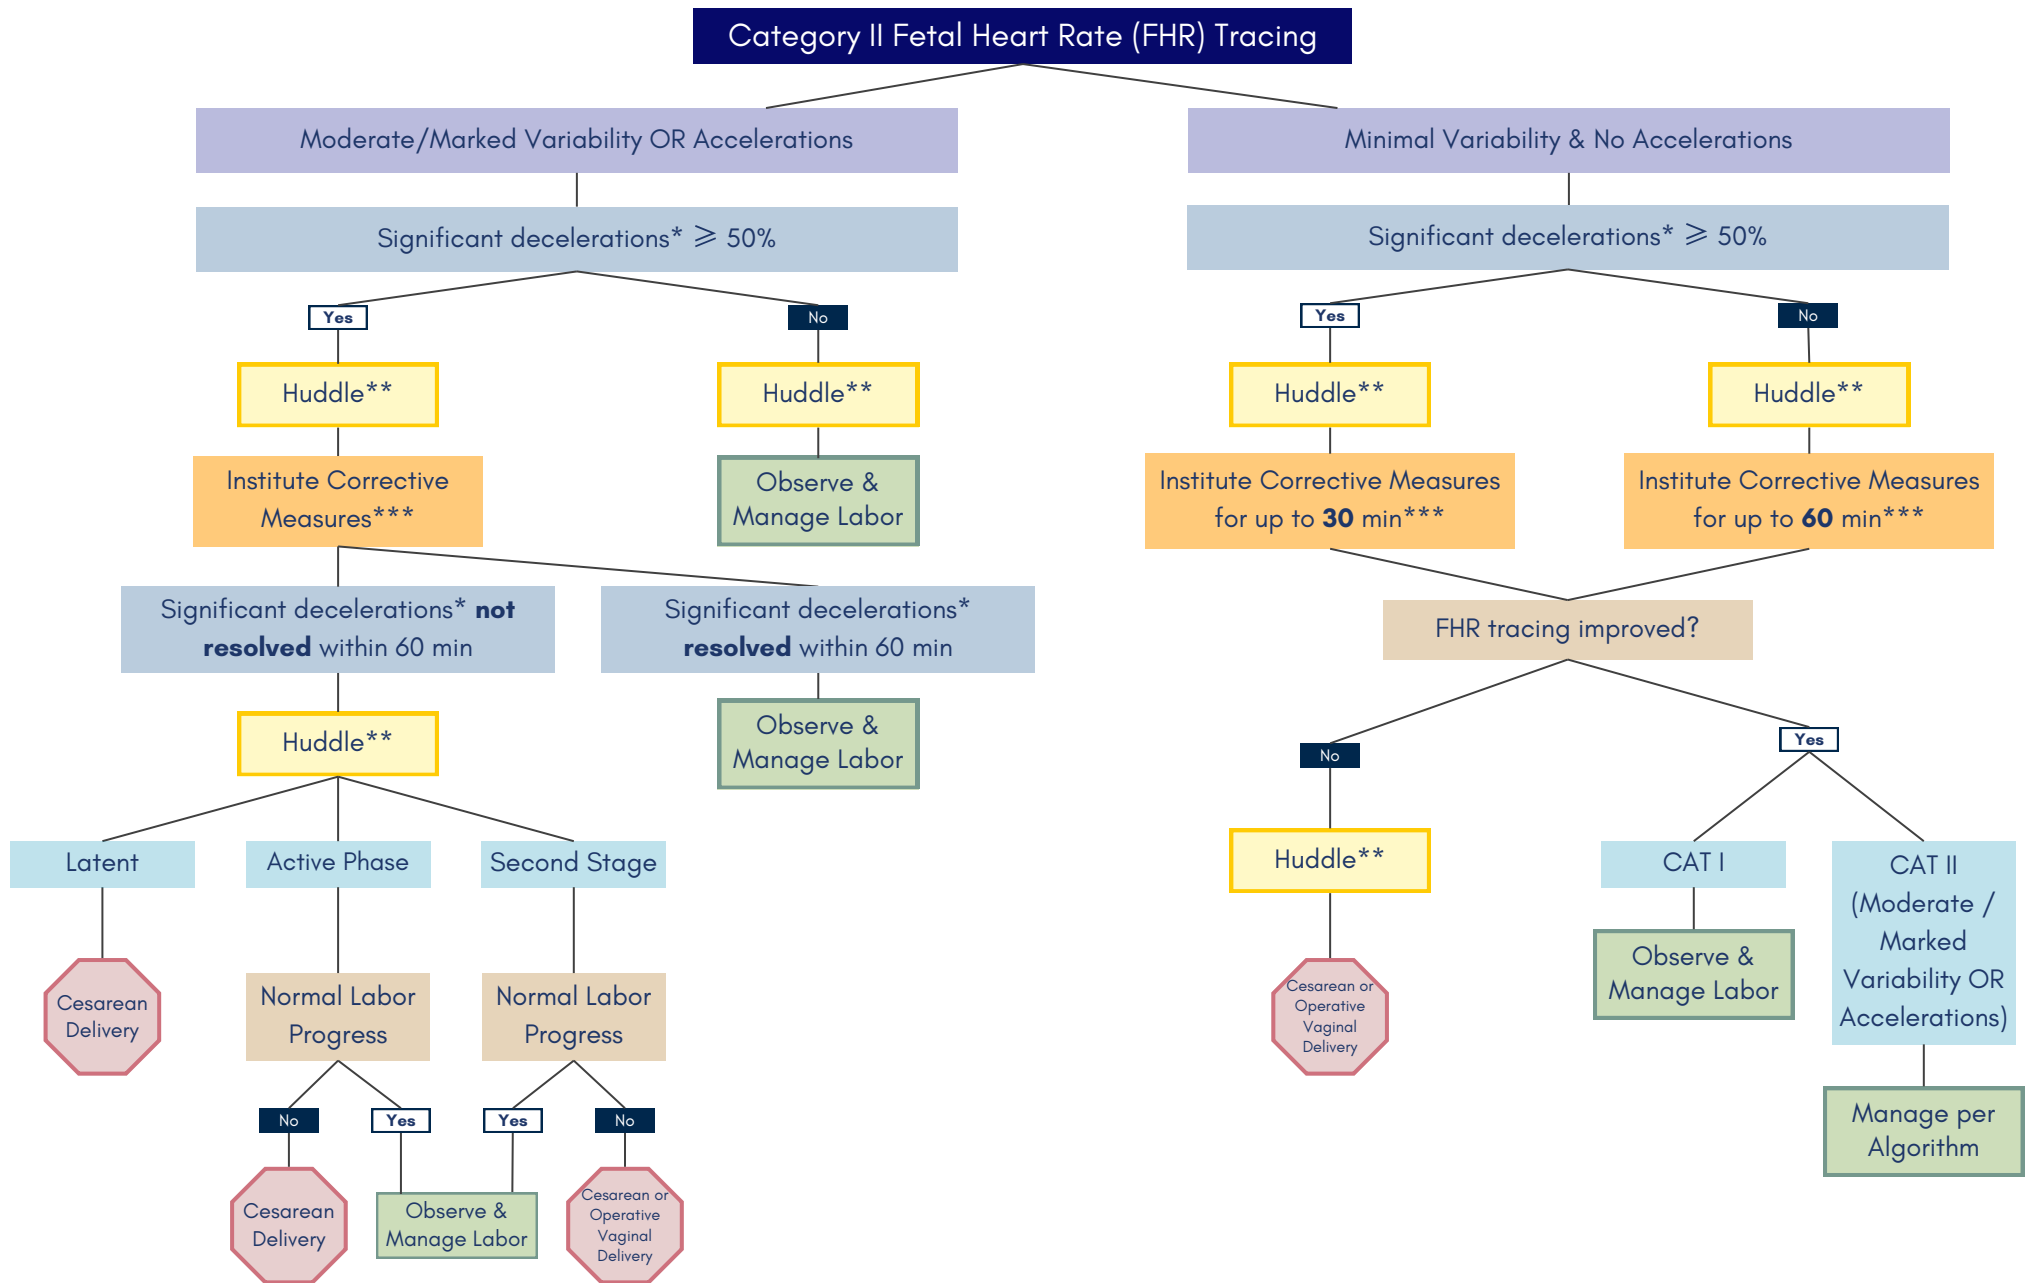 Category II Fetal Heart Rate (FHR) Tracing
Moderate/Marked Variability OR Accelerations
Significant decelerations* ⩾ 50%
Yes
No
Huddle**
Huddle**
Institute Corrective
Measures***
Observe &
Manage Labor
Significant decelerations* not
resolved within 60 min
Significant decelerations*
resolved within 60 min
Huddle**
Observe &
Manage Labor
Latent
Active Phase
Second Stage
Cesarean
Delivery
Normal Labor
Progress
Normal Labor
Progress
No
Yes
Yes
No
Cesarean
Delivery
Observe &
Manage Labor
Cesarean or
Operative
Vaginal
Delivery
Minimal Variability & No Accelerations
Significant decelerations* ⩾ 50%
Yes
No
Huddle**
Huddle**
Institute Corrective Measures
for up to 30 min***
Institute Corrective Measures
for up to 60 min***
FHR tracing improved?
No
Yes
Huddle**
Cesarean or
Operative
Vaginal
Delivery
CAT I
Observe &
Manage Labor
CAT II
(Moderate /
Marked
Variability OR
Accelerations)
Manage per
Algorithm